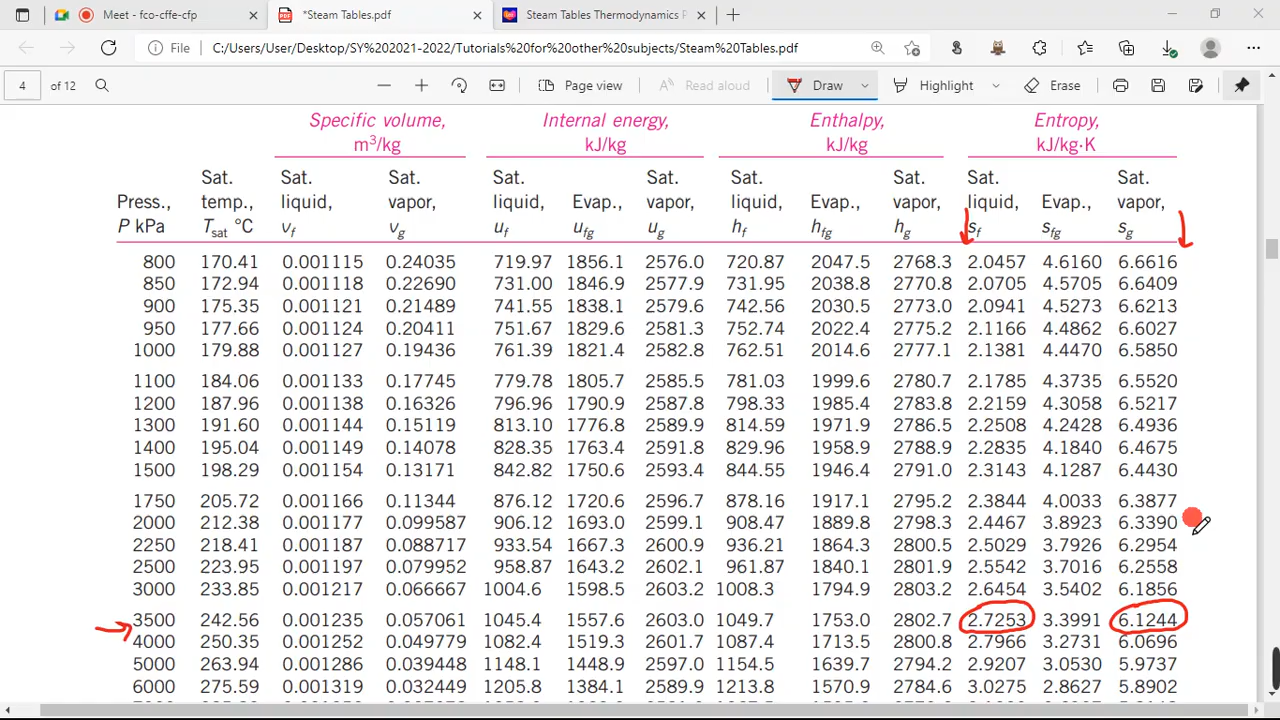 Meet - fco-cffe-cfp
*Steam Tables.pdf
Steam Tables Thermodynamics P
File C:/Users/User/Desktop/SY%202021-2022/Tutorials%20for%20other%20subjects/Steam%20Tables.pdf
4 of 12 Page view Read aloud Draw Highlight Erase
Specific volume, Internal energy, Enthalpy, Entropy,
m³/kg kJ/kg kJ/kg kJ/kg·K
Sat. Sat. Sat. Sat. Sat. Sat. Sat. Sat. Sat.
Press., temp., liquid, vapor, liquid, Evap., vapor, liquid, Evap., vapor, liquid, Evap., vapor,
P kPa Tsat °C vf vg uf ufg ug hf hfg hg sf sfg sg
800 170.41 0.001115 0.24035 719.97 1856.1 2576.0 720.87 2047.5 2768.3 2.0457 4.6160 6.6616
850 172.94 0.001118 0.22690 731.00 1846.9 2577.9 731.95 2038.8 2770.8 2.0705 4.5705 6.6409
900 175.35 0.001121 0.21489 741.55 1838.1 2579.6 742.56 2030.5 2773.0 2.0941 4.5273 6.6213
950 177.66 0.001124 0.20411 751.67 1829.6 2581.3 752.74 2022.4 2775.2 2.1166 4.4862 6.6027
1000 179.88 0.001127 0.19436 761.39 1821.4 2582.8 762.51 2014.6 2777.1 2.1381 4.4470 6.5850
1100 184.06 0.001133 0.17745 779.78 1805.7 2585.5 781.03 1999.6 2780.7 2.1785 4.3735 6.5520
1200 187.96 0.001138 0.16326 796.96 1790.9 2587.8 798.33 1985.4 2783.8 2.2159 4.3058 6.5217
1300 191.60 0.001144 0.15119 813.10 1776.8 2589.9 814.59 1971.9 2786.5 2.2508 4.2428 6.4936
1400 195.04 0.001149 0.14078 828.35 1763.4 2591.8 829.96 1958.9 2788.9 2.2835 4.1840 6.4675
1500 198.29 0.001154 0.13171 842.82 1750.6 2593.4 844.55 1946.4 2791.0 2.3143 4.1287 6.4430
1750 205.72 0.001166 0.11344 876.12 1720.6 2596.7 878.16 1917.1 2795.2 2.3844 4.0033 6.3877
2000 212.38 0.001177 0.099587 906.12 1693.0 2599.1 908.47 1889.8 2798.3 2.4467 3.8923 6.3390
2250 218.41 0.001187 0.088717 933.54 1667.3 2600.9 936.21 1864.3 2800.5 2.5029 3.7926 6.2954
2500 223.95 0.001197 0.079952 958.87 1643.2 2602.1 961.87 1840.1 2801.9 2.5542 3.7016 6.2558
3000 233.85 0.001217 0.066667 1004.6 1598.5 2603.2 1008.3 1794.9 2803.2 2.6454 3.5402 6.1856
3500 242.56 0.001235 0.057061 1045.4 1557.6 2603.0 1049.7 1753.0 2802.7 2.7253 3.3991 6.1244
4000 250.35 0.001252 0.049779 1082.4 1519.3 2601.7 1087.4 1713.5 2800.8 2.7966 3.2731 6.0696
5000 263.94 0.001286 0.039448 1148.1 1448.9 2597.0 1154.5 1639.7 2794.2 2.9207 3.0530 5.9737
6000 275.59 0.001319 0.032449 1205.8 1384.1 2589.9 1213.8 1570.9 2784.6 3.0275 2.8627 5.8902